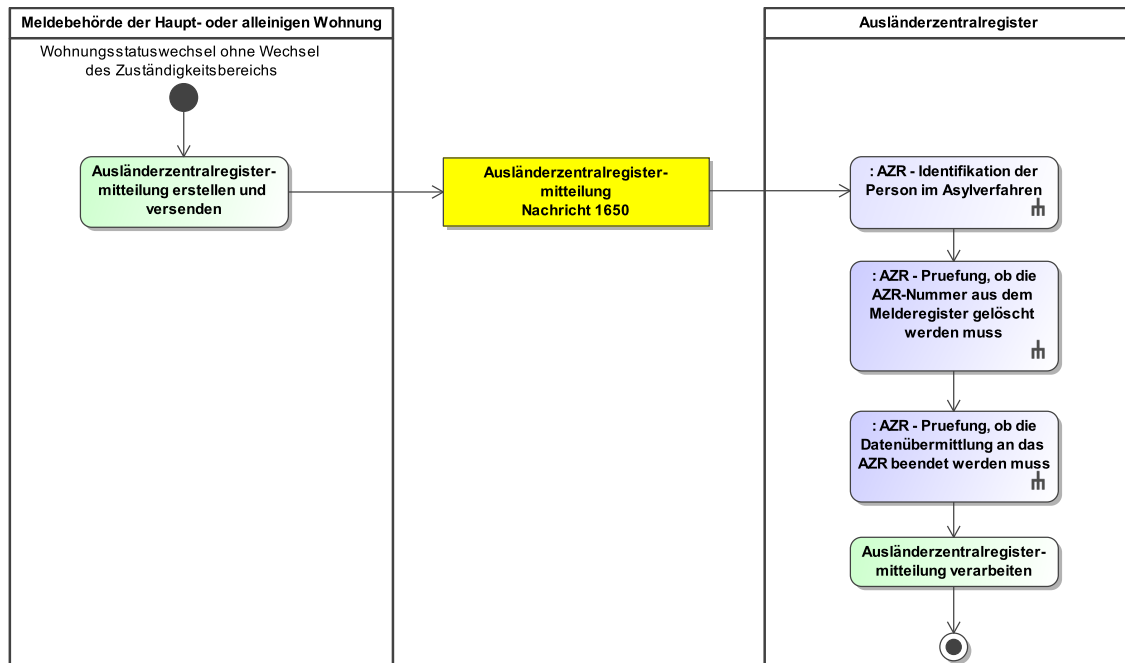 Meldebehörde der Haupt- oder alleinigen Wohnung
Wohnungsstatuswechsel ohne Wechsel
des Zuständigkeitsbereichs
Ausländerzentralregister-
mitteilung erstellen und
versenden
Ausländerzentralregister-
mitteilung
Nachricht 1650
Ausländerzentralregister
: AZR - Identifikation der
Person im Asylverfahren
: AZR - Pruefung, ob die
AZR-Nummer aus dem
Melderegister gelöscht
werden muss
: AZR - Pruefung, ob die
Datenübermittlung an das
AZR beendet werden muss
Ausländerzentralregister-
mitteilung verarbeiten